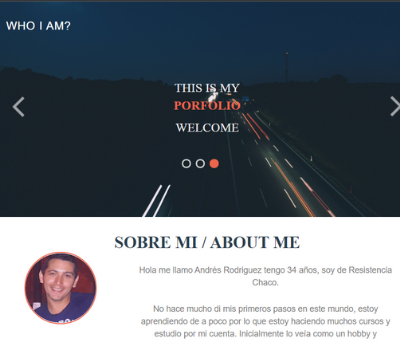 WHO I AM?
THIS IS MY
PORFOLIO
WELCOME
SOBRE MI / ABOUT ME
Hola me llamo Andrès Rodriguez tengo 34 años, soy de Resistencia
Chaco.
No hace mucho di mis primeros pasos en este mundo, estoy
aprendiendo de a poco por lo que estoy haciendo muchos cursos y
estudio por mi cuenta. Inicialmente lo veía como un hobby y